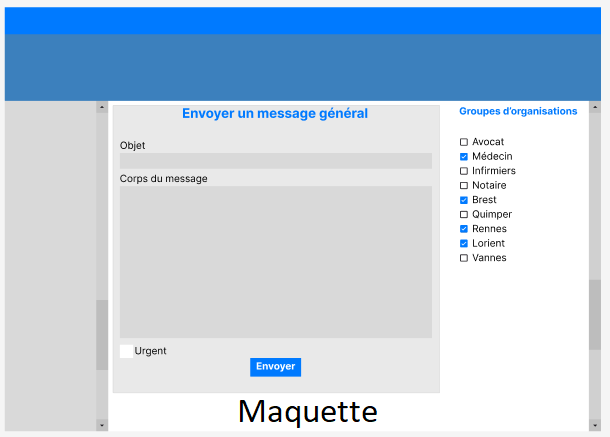 Envoyer un message général
Objet
Corps du message
Urgent
Envoyer
Groupes d'organisations
Avocat
Médecin
Infirmiers
Notaire
Brest
Quimper
Rennes
Lorient
Vannes
Maquette